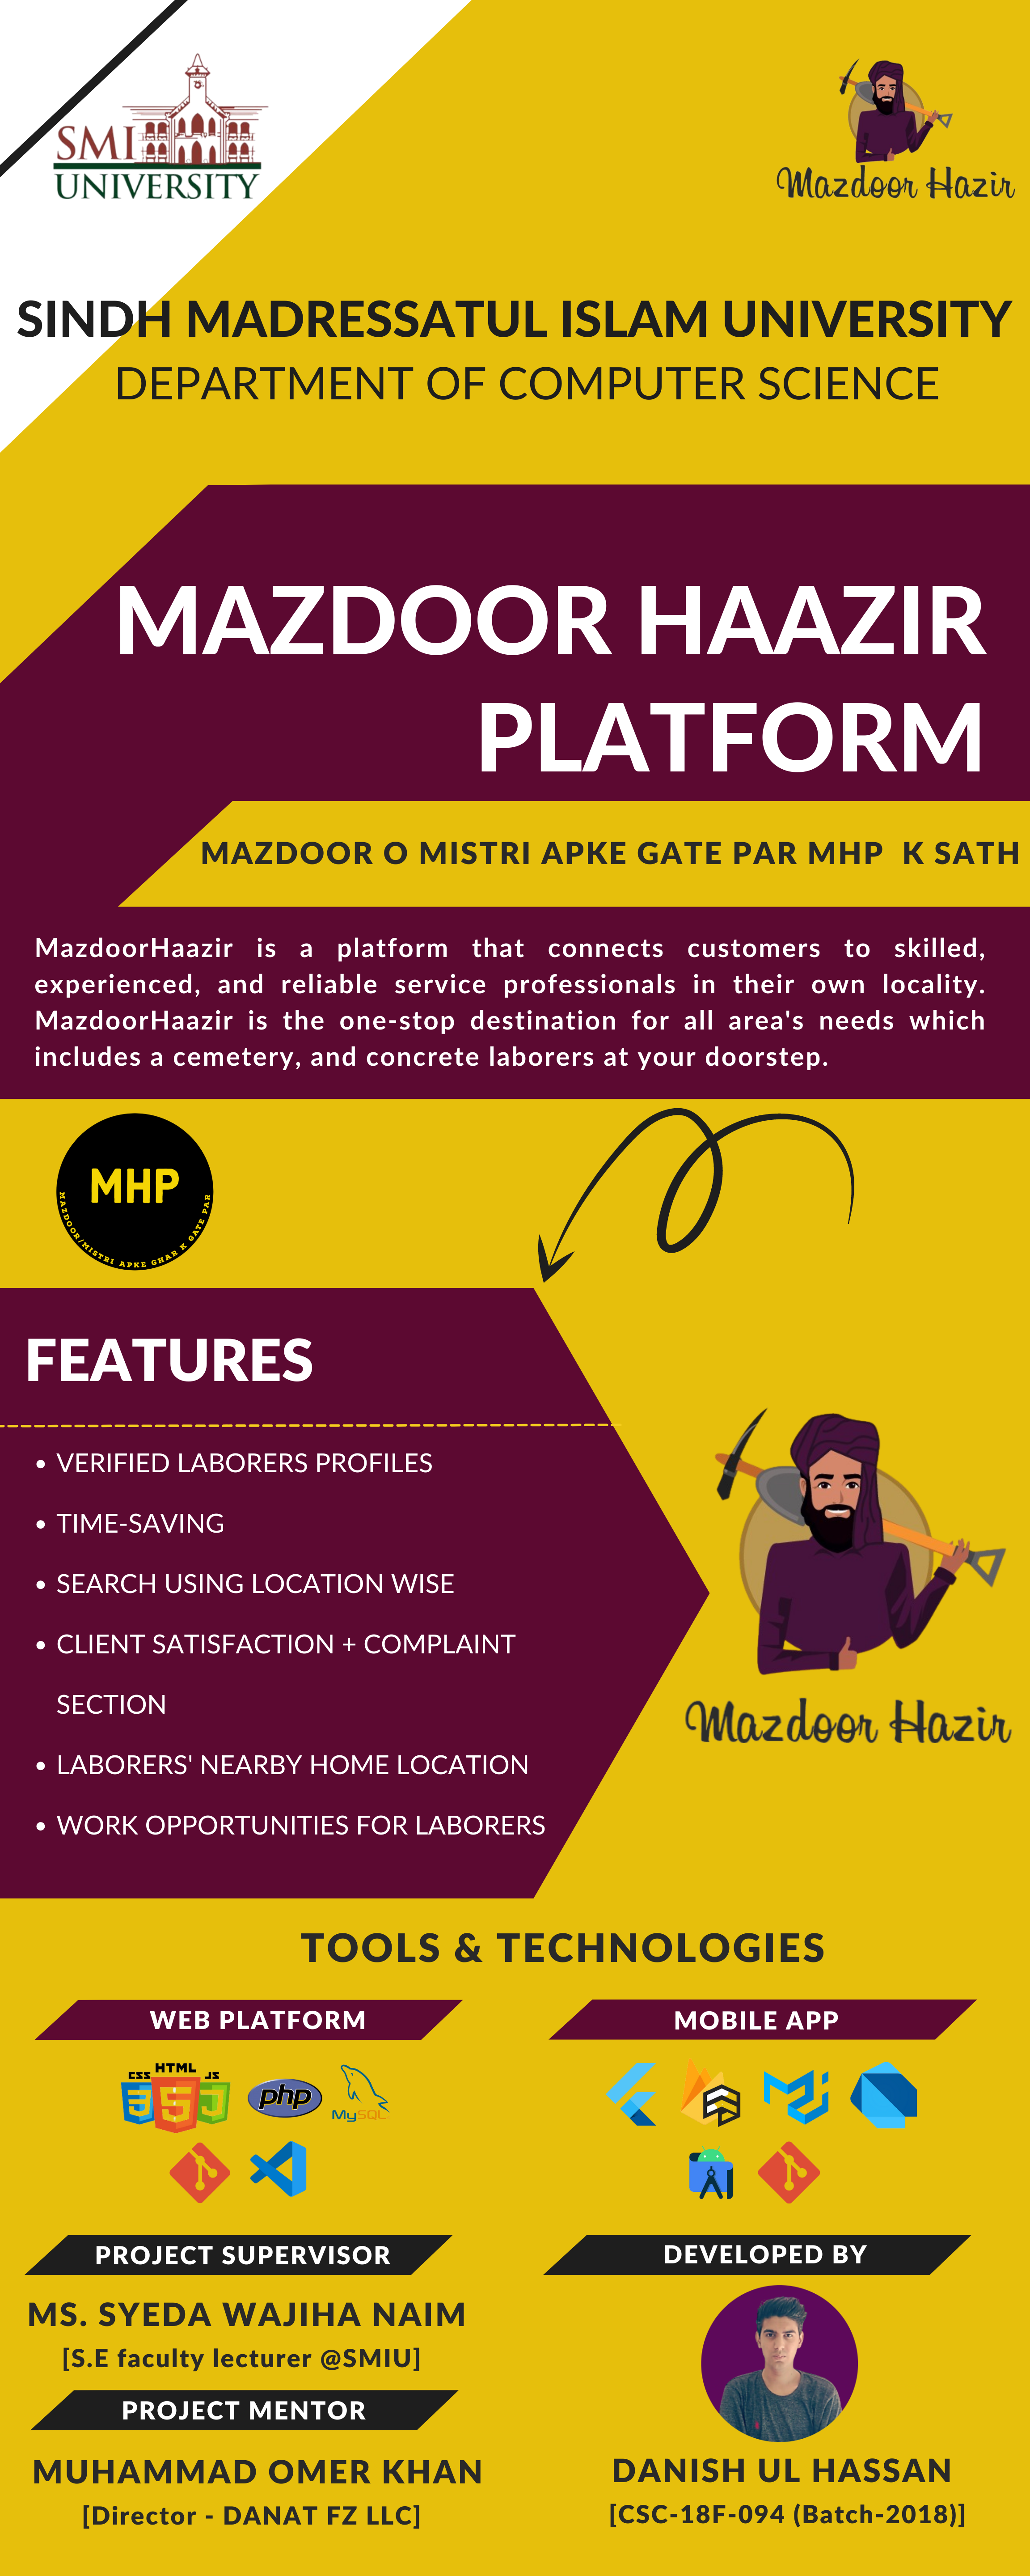 SMI
UNIVERSITY
Mazdoor Hazir
SINDH MADRESSATUL ISLAM UNIVERSITY
DEPARTMENT OF COMPUTER SCIENCE
MAZDOOR HAAZIR
PLATFORM
MAZDOOR O MISTRI APKE GATE PAR MHP K SATH
MazdoorHaazir is a platform that connects customers to skilled,
experienced, and reliable service professionals in their own locality.
MazdoorHaazir is the one-stop destination for all area's needs which
includes a cemetery, and concrete laborers at your doorstep.
MHP
MAZDOOR/MISTRI APKE GHAR K GATE PAR
FEATURES
• VERIFIED LABORERS PROFILES
• TIME-SAVING
• SEARCH USING LOCATION WISE
• CLIENT SATISFACTION + COMPLAINT
SECTION
• LABORERS' NEARBY HOME LOCATION
• WORK OPPORTUNITIES FOR LABORERS
Mazdoor Hazir
TOOLS & TECHNOLOGIES
WEB PLATFORM
MOBILE APP
CSS HTML JS
3 5 J
php
MySQL
PROJECT SUPERVISOR
MS. SYEDA WAJIHA NAIM
[S.E faculty lecturer @SMIU]
PROJECT MENTOR
MUHAMMAD OMER KHAN
[Director - DANAT FZ LLC]
DEVELOPED BY
DANISH UL HASSAN
[CSC-18F-094 (Batch-2018)]